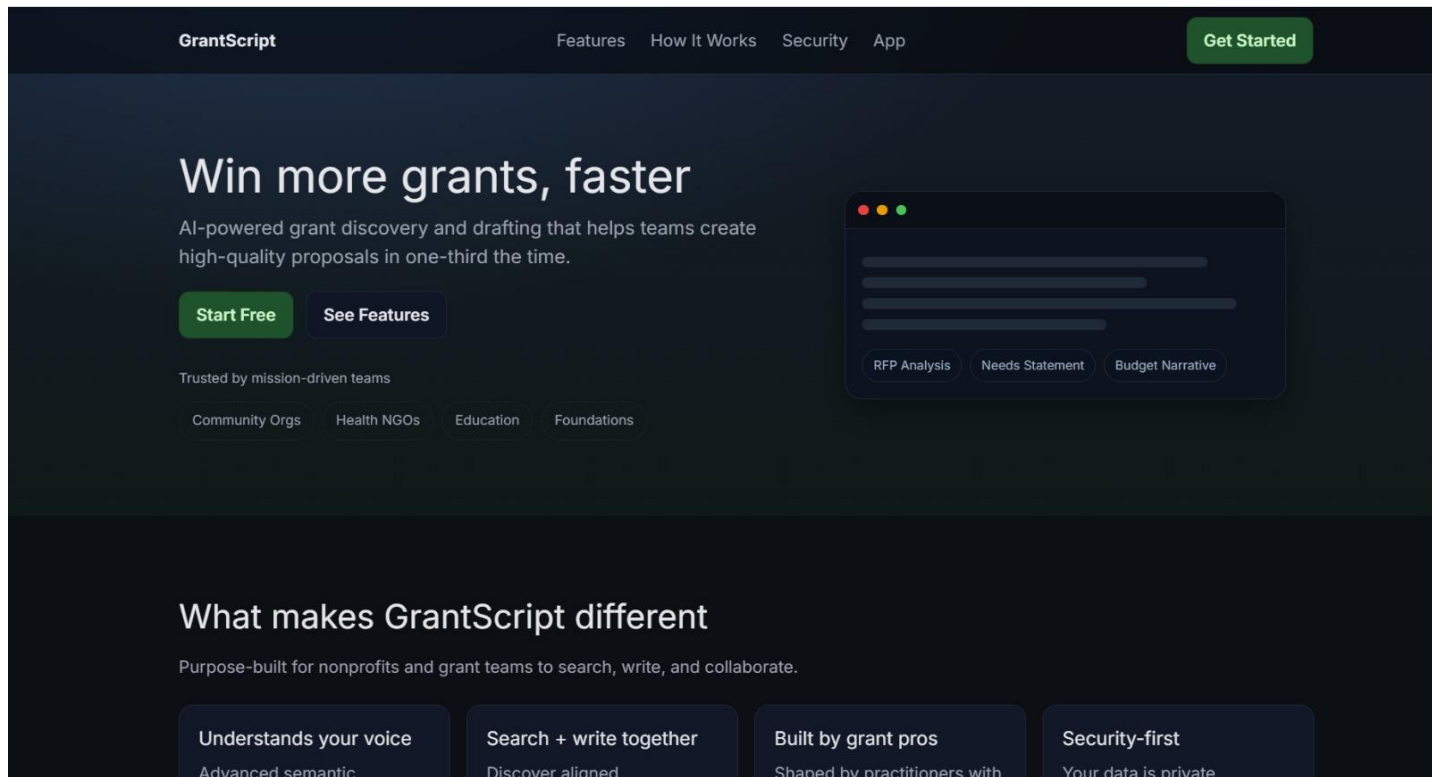 GrantScript
Features How It Works Security App
Get Started
Win more grants, faster
AI-powered grant discovery and drafting that helps teams create
high-quality proposals in one-third the time.
Start Free See Features
Trusted by mission-driven teams
Community Orgs Health NGOs Education Foundations
RFP Analysis Needs Statement Budget Narrative
What makes GrantScript different
Purpose-built for nonprofits and grant teams to search, write, and collaborate.
Understands your voice
Advanced semantic
Search + write together
Discover aligned
Built by grant pros
Shaped by practitioners with
Security-first
Your data is private